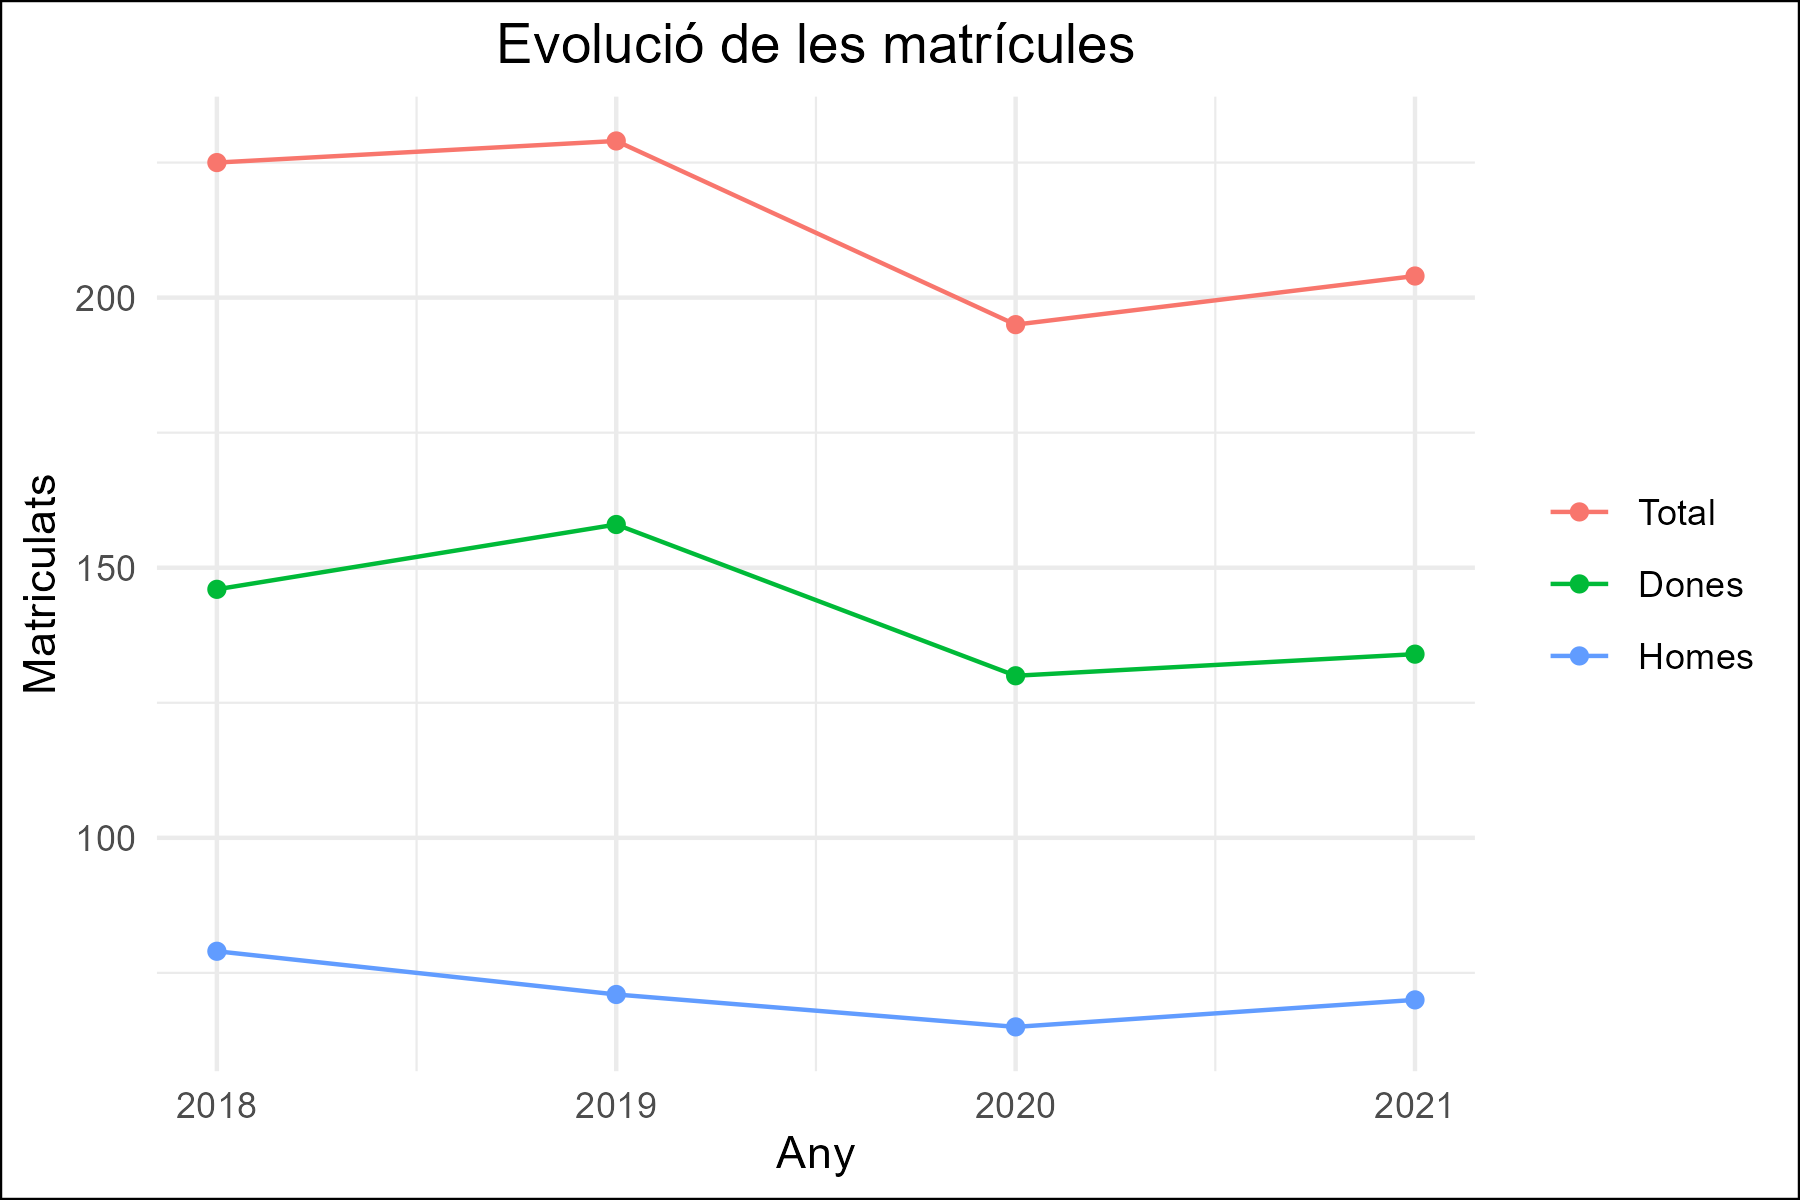 Evolució de les matrícules
Matriculats
200
150
100
2018
2019
2020
2021
Any
Total
Dones
Homes